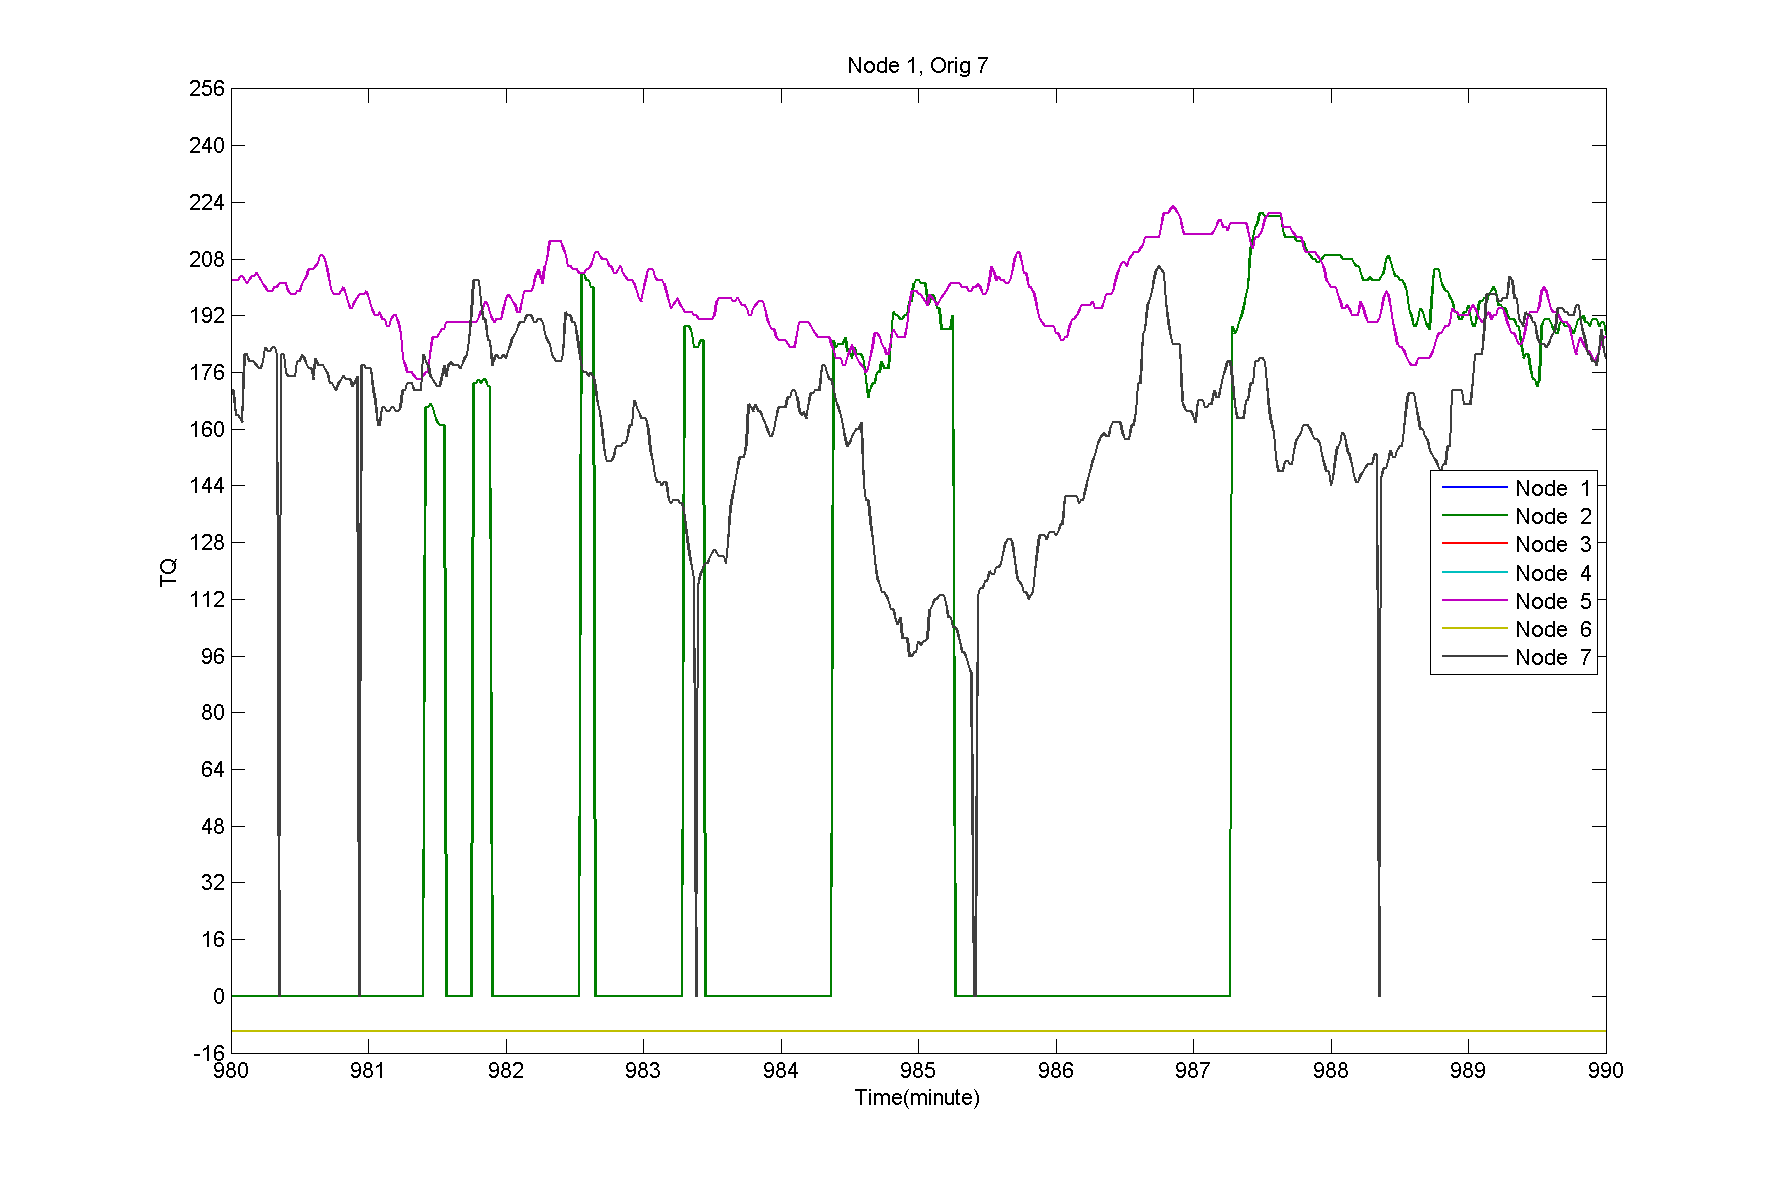 Node 1, Orig 7
256
240
224
208
192
176
160
144
128
112
96
80
64
48
32
16
0
-16
TQ
Node 1
Node 2
Node 3
Node 4
Node 5
Node 6
Node 7
980 981 982 983 984 985 986 987 988 989 990
Time(minute)